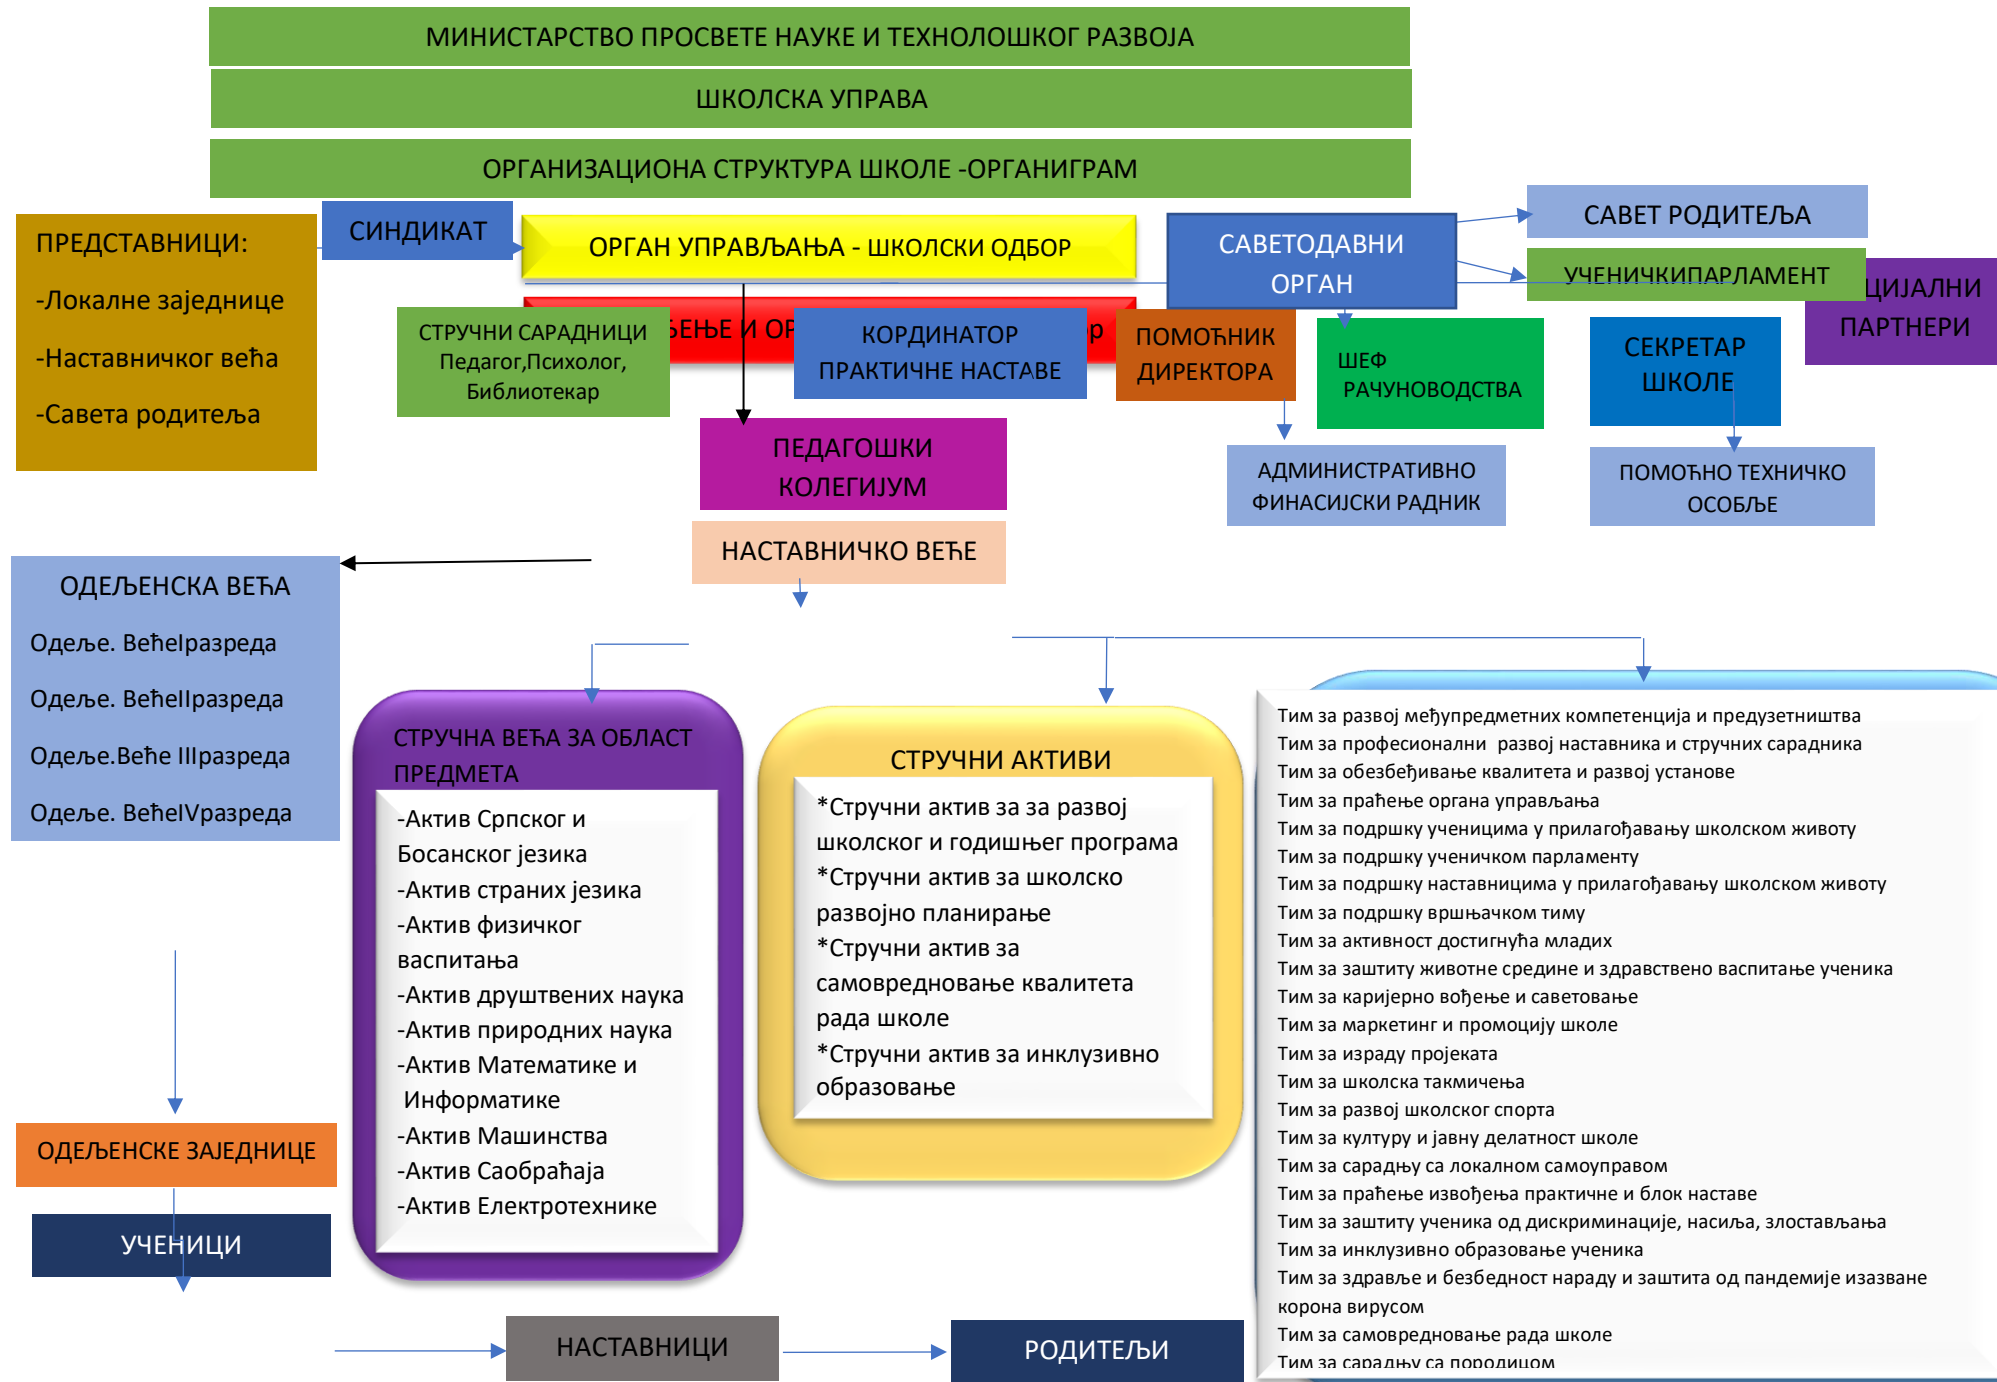 МИНИСТАРСТВО ПРОСВЕТЕ НАУКЕ И ТЕХНОЛОШКОГ РАЗВОЈА
ШКОЛСКА УПРАВА
ОРГАНИЗАЦИОНА СТРУКТУРА ШКОЛЕ -ОРГАНИГРАМ
ПРЕДСТАВНИЦИ:
-Локалне заједнице
-Наставничког већа
-Савета родитеља
СИНДИКАТ
ОРГАН УПРАВЉАЊА - ШКОЛСКИ ОДБОР
САВЕТОДАВНИ
ОРГАН
САВЕТ РОДИТЕЉА
УЧЕНИЧКИПАРЛАМЕНТ
ПАРТНЕРИ
СТРУЧНИ САРАДНИЦИ
Педагог,Психолог,
Библиотекар
И
КОРДИНАТОР
ПРАКТИЧНЕ НАСТАВЕ
ПОМОЋНИК
ДИРЕКТОРА
ШЕФ
РАЧУНОВОДСТВА
СЕКРЕТАР
ШКОЛЕ
ПЕДАГОШКИ
КОЛЕГИЈУМ
АДМИНИСТРАТИВНО
ФИНАСИЈСКИ РАДНИК
ПОМОЋНО ТЕХНИЧКО
ОСОБЉЕ
НАСТАВНИЧКО ВЕЋЕ
ОДЕЉЕНСКА ВЕЋА
Одеље. ВећеIразреда
Одеље. ВећеIIразреда
Одеље.Веће IIIразреда
Одеље. ВећеIVразреда
СТРУЧНА ВЕЋА ЗА ОБЛАСТ
ПРЕДМЕТА
-Актив Српског и
Босанског језика
-Актив страних језика
-Актив физичког
васпитања
-Актив друштвених наука
-Актив природних наука
-Актив Математике и
Информатике
-Актив Машинства
-Актив Саобраћаја
-Актив Електротехнике
СТРУЧНИ АКТИВИ
*Стручни актив за за развој
школског и годишњег програма
*Стручни актив за школско
развојно планирање
*Стручни актив за
самовредновање квалитета
рада школе
*Стручни актив за инклузивно
образовање
Тим за развој међупредметних компетенција и предузетништва
Тим за професионални развој наставника и стручних сарадника
Тим за обезбеђивање квалитета и развој установе
Тим за праћење органа управљања
Тим за подршку ученицима у прилагођавању школском животу
Тим за подршку ученичком парламенту
Тим за подршку наставницима у прилагођавању школском животу
Тим за подршку вршњачком тиму
Тим за активност достигнућа младих
Тим за заштиту животне средине и здравствено васпитање ученика
Тим за каријерно вођење и саветовање
Тим за маркетинг и промоцију школе
Тим за израду пројеката
Тим за школска такмичења
Тим за развој школског спорта
Тим за културу и јавну делатност школе
Тим за сарадњу са локалном самоуправом
Тим за праћење извођења практичне и блок наставе
Тим за заштиту ученика од дискриминације, насиља, злостављања
Тим за инклузивно образовање ученика
Тим за здравље и безбедност нараду и заштита од пандемије изазване
корона вирусом
Тим за самовредновање рада школе
Тим за сарадњу са породицом
ОДЕЉЕНСКЕ ЗАЈЕДНИЦЕ
УЧЕНИЦИ
НАСТАВНИЦИ
РОДИТЕЉИ